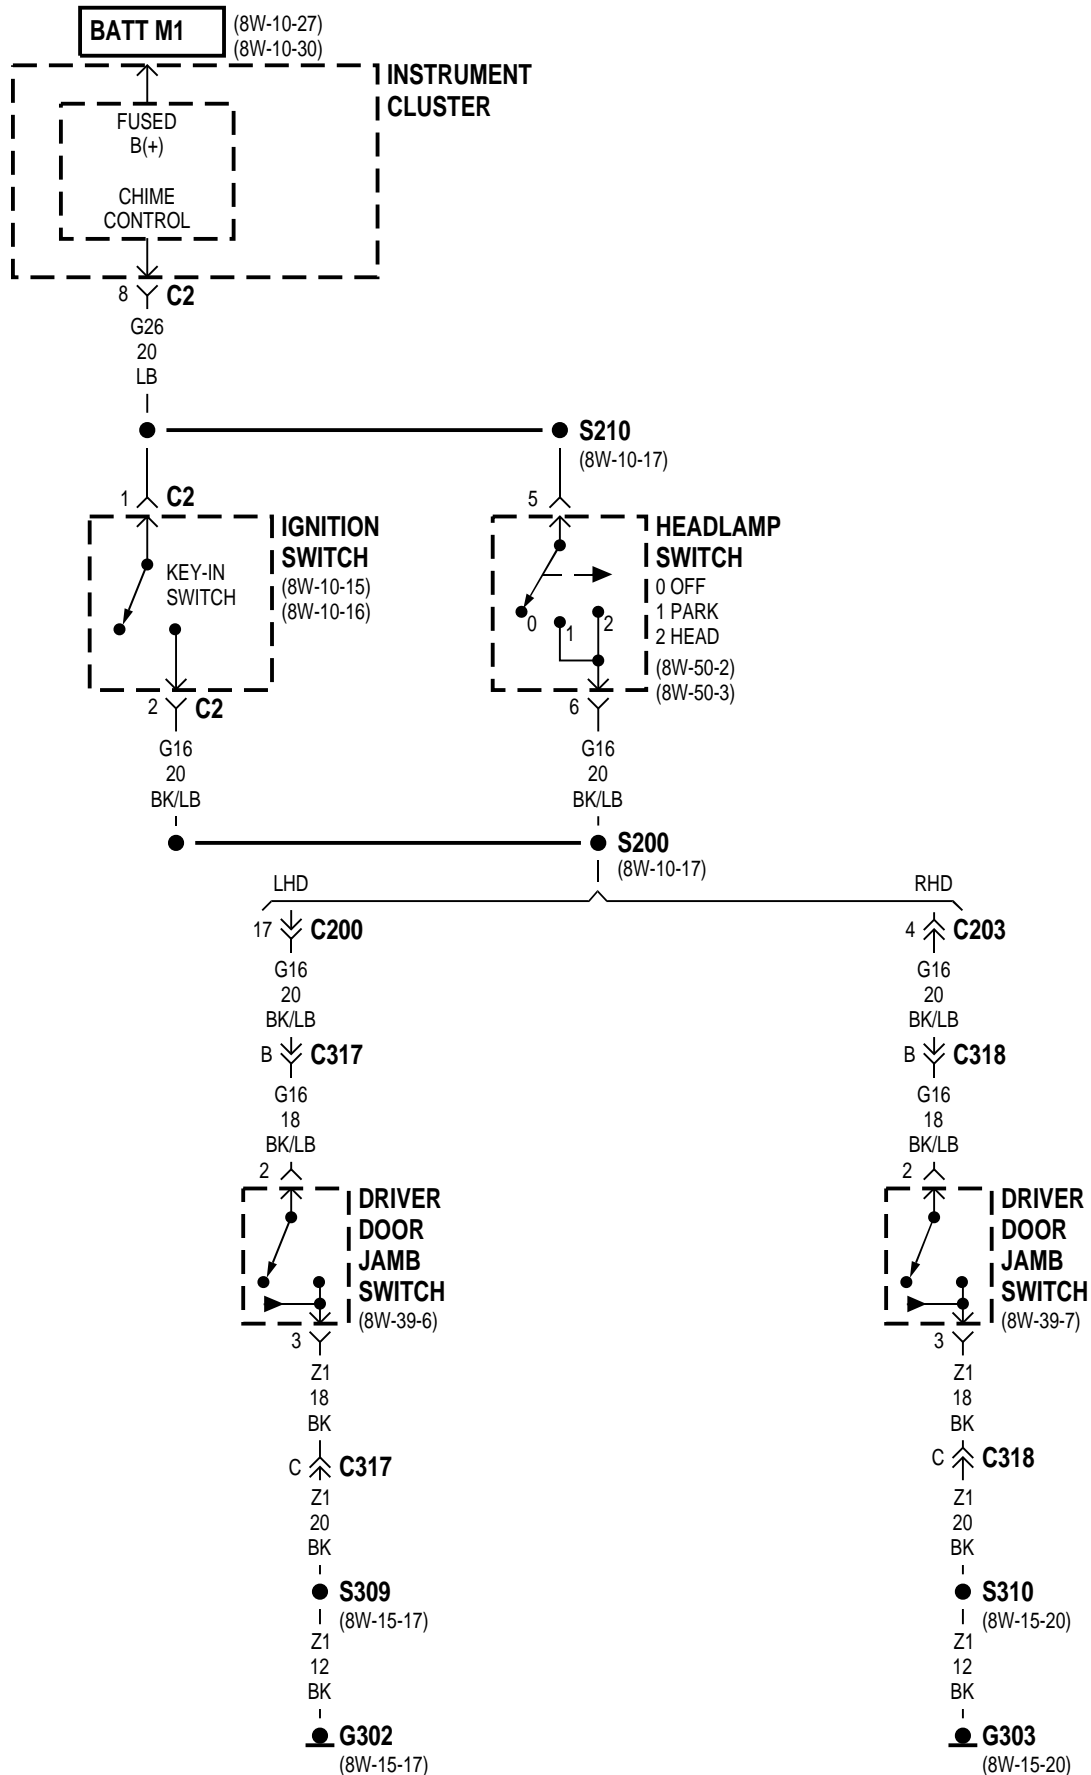 BATT M1
(8W-10-27)
(8W-10-30)
INSTRUMENT
CLUSTER
FUSED
B(+)
CHIME
CONTROL
8 C2
G26
20
LB
S210
(8W-10-17)
1 C2
5
IGNITION
SWITCH
(8W-10-15)
(8W-10-16)
KEY-IN
SWITCH
HEADLAMP
SWITCH
0 OFF
1 PARK
2 HEAD
(8W-50-2)
(8W-50-3)
0
1
2
2 C2
6
G16
20
BK/LB
G16
20
BK/LB
S200
(8W-10-17)
LHD
RHD
17 C200
G16
20
BK/LB
B C317
G16
18
BK/LB
2
DRIVER
DOOR
JAMB
SWITCH
(8W-39-6)
3
Z1
18
BK
C C317
Z1
20
BK
S309
(8W-15-17)
Z1
12
BK
G302
(8W-15-17)
4 C203
G16
20
BK/LB
B C318
G16
18
BK/LB
2
DRIVER
DOOR
JAMB
SWITCH
(8W-39-7)
3
Z1
18
BK
C C318
Z1
20
BK
S310
(8W-15-20)
Z1
12
BK
G303
(8W-15-20)